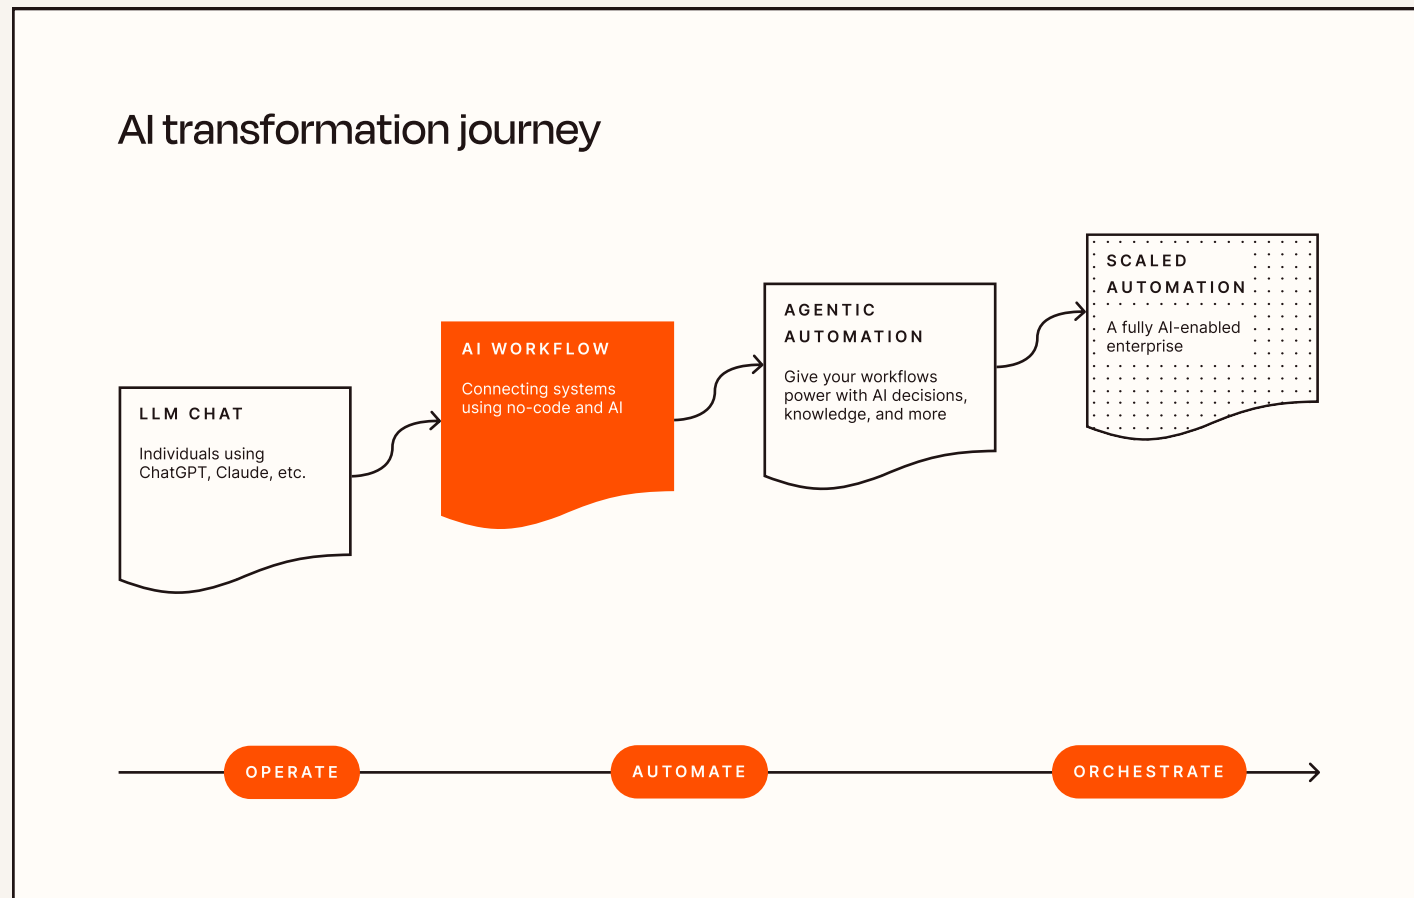 AI transformation journey
LLM CHAT
Individuals using
ChatGPT, Claude, etc.
AI WORKFLOW
Connecting systems
using no-code and AI
AGENTIC
AUTOMATION
Give your workflows
power with AI decisions,
knowledge, and more
SCALED
AUTOMATION
A fully AI-enabled
enterprise
OPERATE
AUTOMATE
ORCHESTRATE